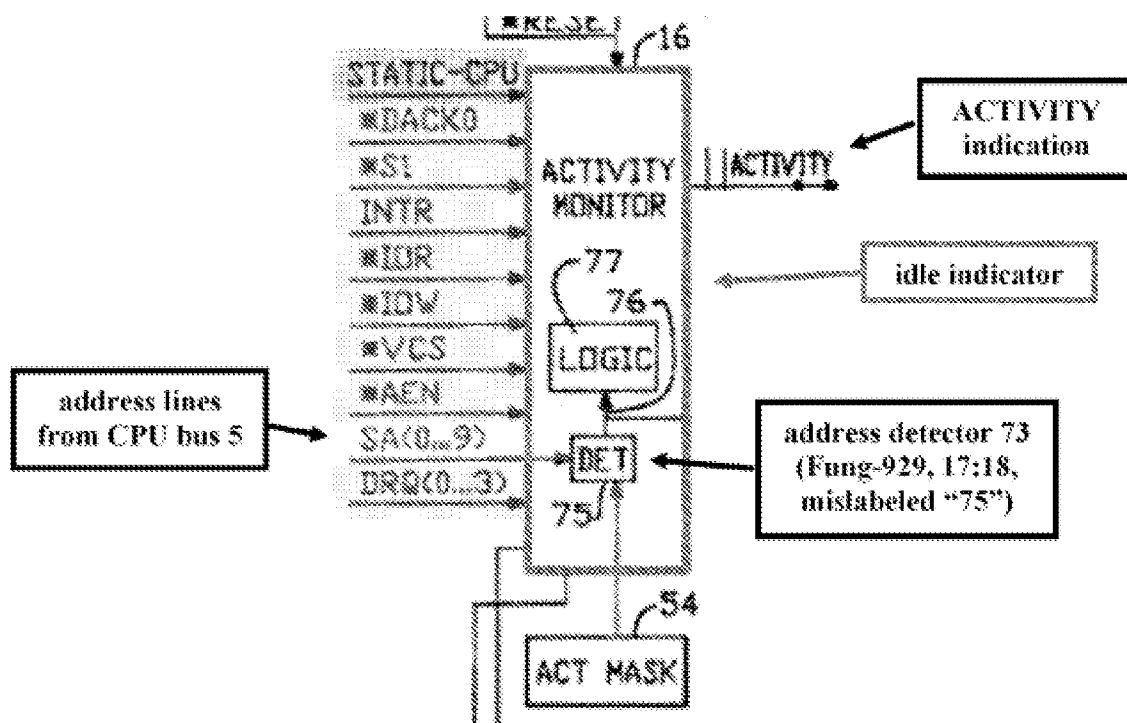 *RESE
16
STATIC-CPU
*DACK0
*S1
INTR
*IOR
*IOW
*VCS
*AEN
SA(0...9)
DRQ(0...3)
ACTIVITY
MONITOR
77
76
LOGIC
DET
75
54
ACT MASK
ACTIVITY
ACTIVITY
indication
idle indicator
address lines
from CPU bus 5
address detector 73
(Fung-929, 17:18,
mislabeled “75”)